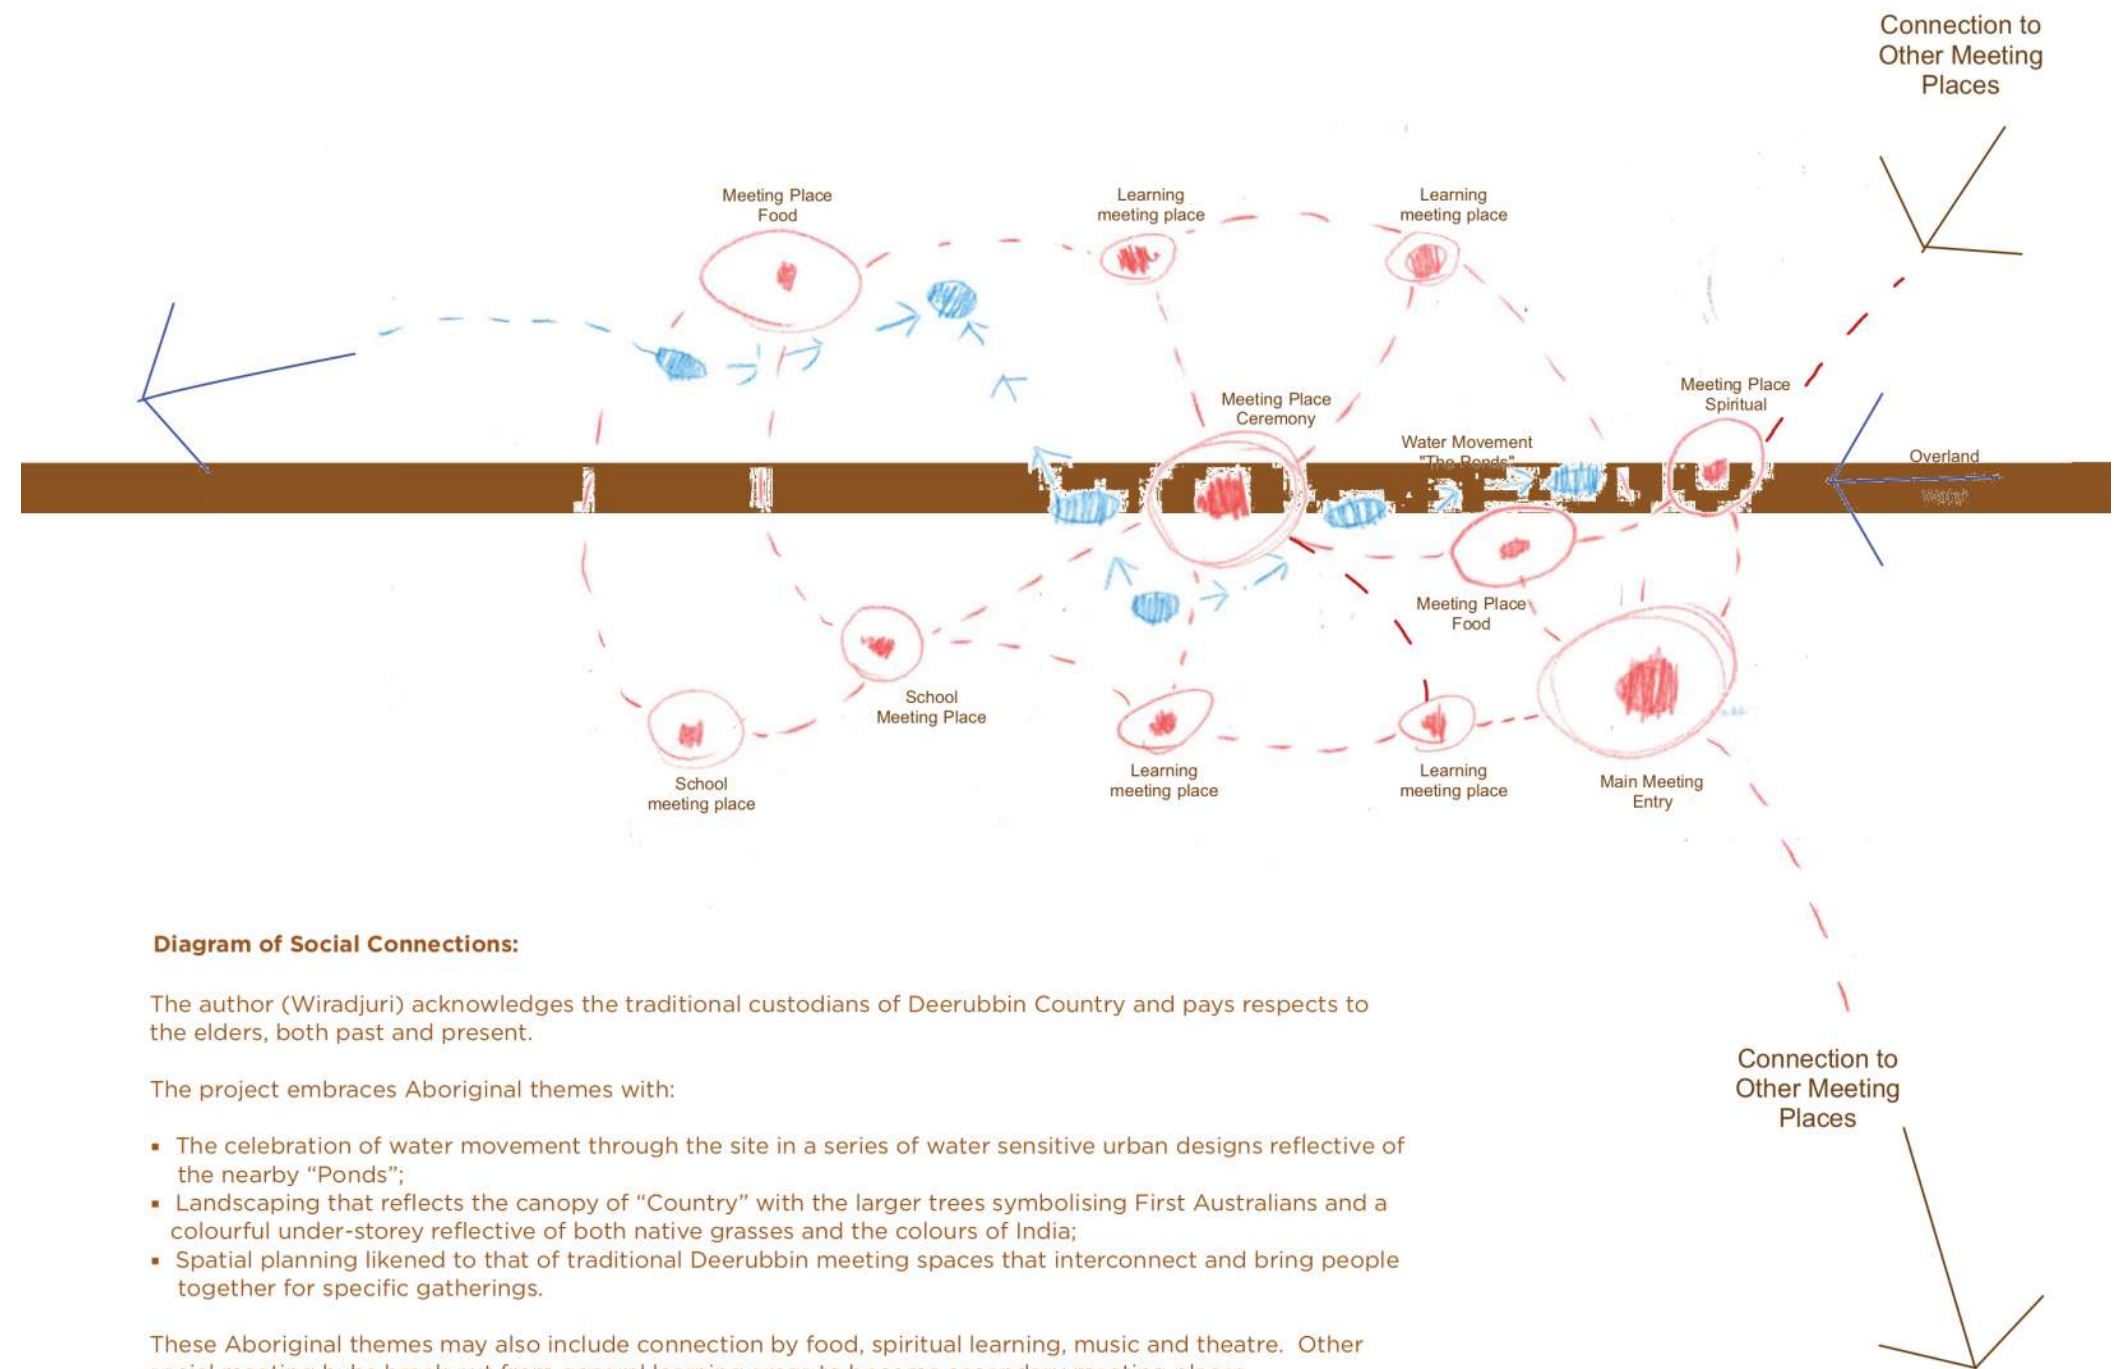 Connection to
Other Meeting
Places
Meeting Place
Food
Learning
meeting place
Learning
meeting place
Meeting Place
Spiritual
Meeting Place
Ceremony
Water Movement
"The Ponds"
Overland
Water
Meeting Place
Food
School
Meeting Place
School
meeting place
Learning
meeting place
Learning
meeting place
Main Meeting
Entry
Diagram of Social Connections:
The author (Wiradjuri) acknowledges the traditional custodians of Deerubbin Country and pays respects to
the elders, both past and present.
The project embraces Aboriginal themes with:
▪ The celebration of water movement through the site in a series of water sensitive urban designs reflective of
the nearby “Ponds”;
▪ Landscaping that reflects the canopy of “Country” with the larger trees symbolising First Australians and a
colourful under-storey reflective of both native grasses and the colours of India;
▪ Spatial planning likened to that of traditional Deerubbin meeting spaces that interconnect and bring people
together for specific gatherings.
Connection to
Other Meeting
Places
These Aboriginal themes may also include connection by food, spiritual learning, music and theatre. Other